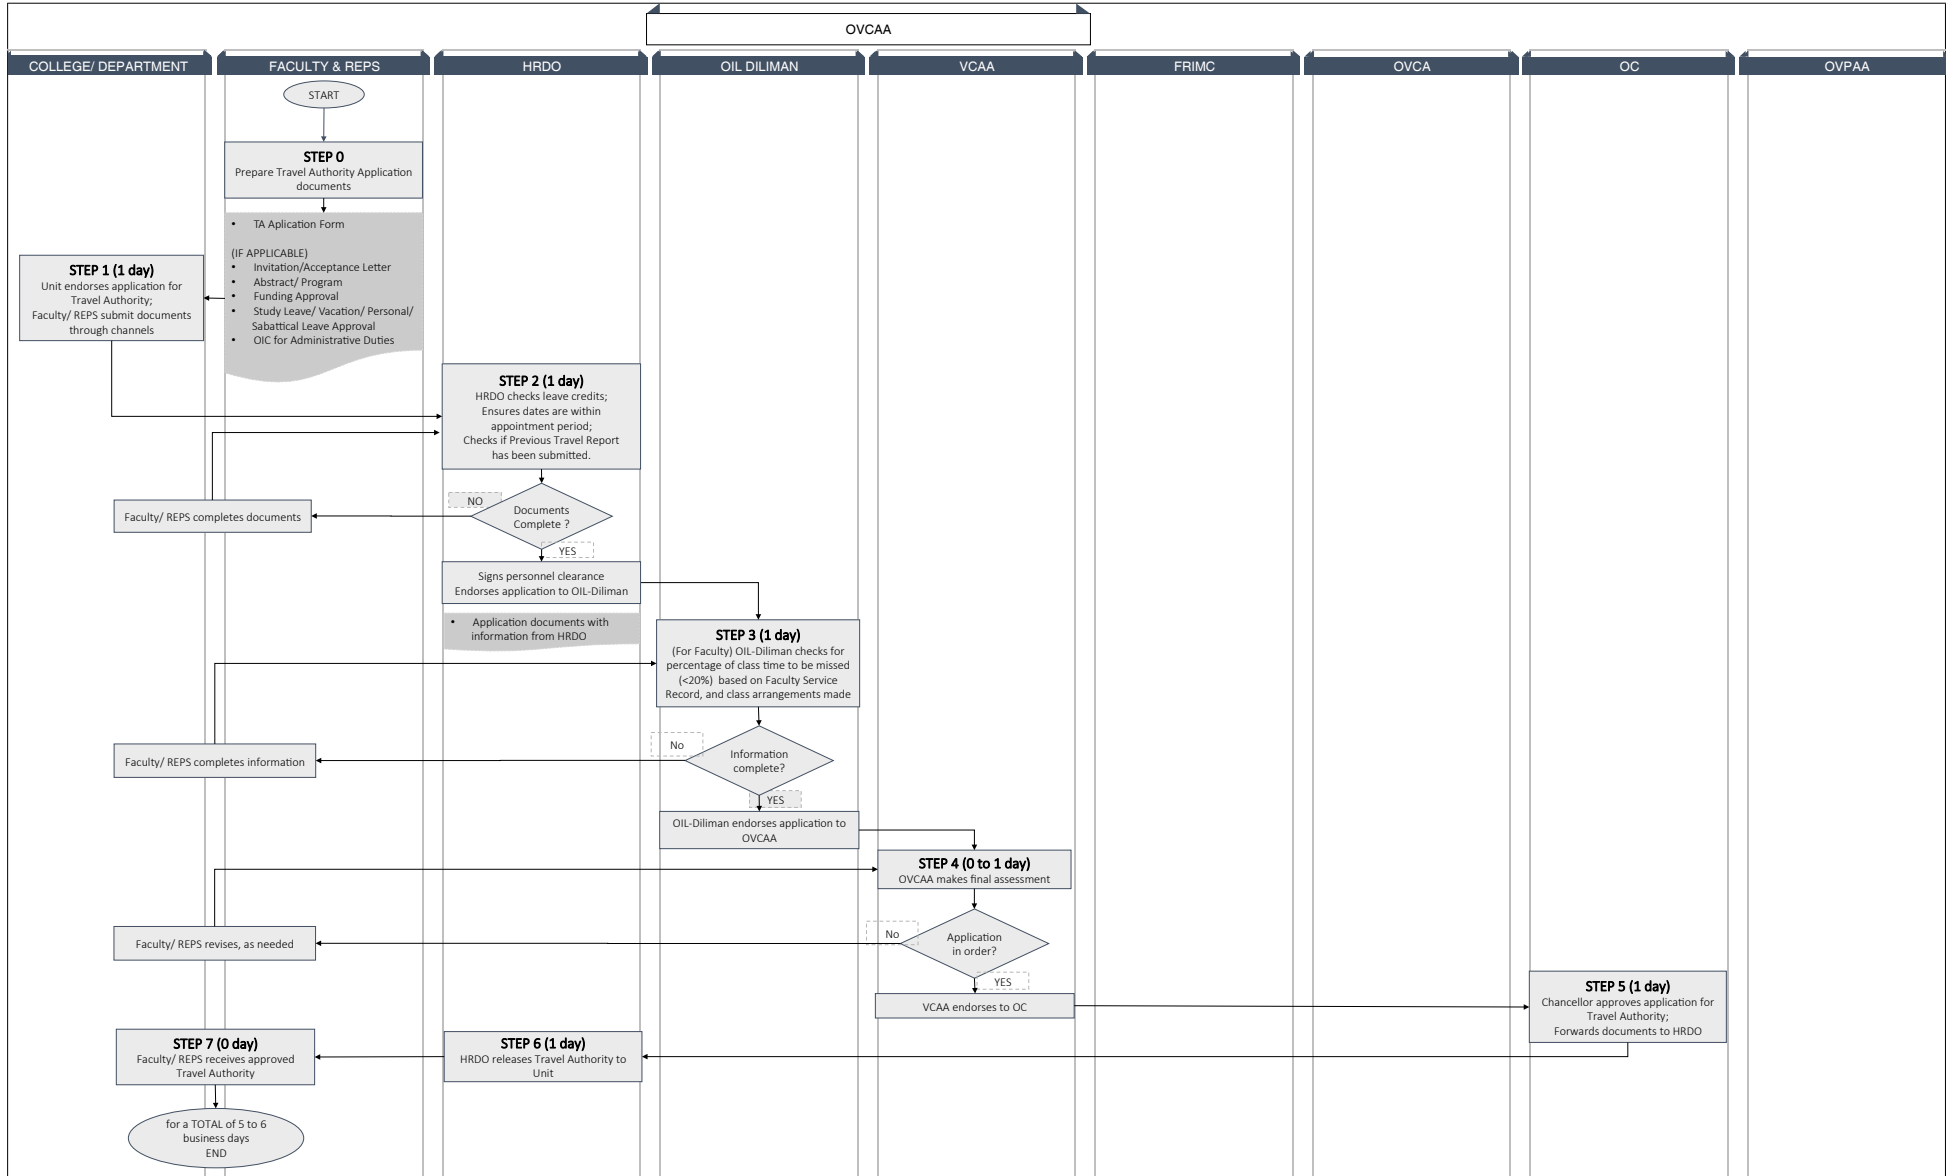 OVCAA
COLLEGE/ DEPARTMENT
FACULTY & REPS
HRDO
OIL DILIMAN
VCAA
FRIMC
OVCA
OC
OVPAA
START
STEP 0
Prepare Travel Authority Application
documents
• TA Aplication Form
(IF APPLICABLE)
• Invitation/Acceptance Letter
• Abstract/ Program
• Funding Approval
• Study Leave/ Vacation/ Personal/
Sabattical Leave Approval
• OIC for Administrative Duties
STEP 1 (1 day)
Unit endorses application for
Travel Authority;
Faculty/ REPS submit documents
through channels
STEP 2 (1 day)
HRDO checks leave credits;
Ensures dates are within
appointment period;
Checks if Previous Travel Report
has been submitted.
NO
Documents
Complete ?
Faculty/ REPS completes documents
YES
Signs personnel clearance
Endorses application to OIL-Diliman
• Application documents with
information from HRDO
STEP 3 (1 day)
(For Faculty) OIL-Diliman checks for
percentage of class time to be missed
(<20%) based on Faculty Service
Record, and class arrangements made
No
Information
complete?
Faculty/ REPS completes information
YES
OIL-Diliman endorses application to
OVCAA
STEP 4 (0 to 1 day)
OVCAA makes final assessment
No
Application
in order?
Faculty/ REPS revises, as needed
YES
VCAA endorses to OC
STEP 5 (1 day)
Chancellor approves application for
Travel Authority;
Forwards documents to HRDO
STEP 6 (1 day)
HRDO releases Travel Authority to
Unit
STEP 7 (0 day)
Faculty/ REPS receives approved
Travel Authority
for a TOTAL of 5 to 6
business days
END